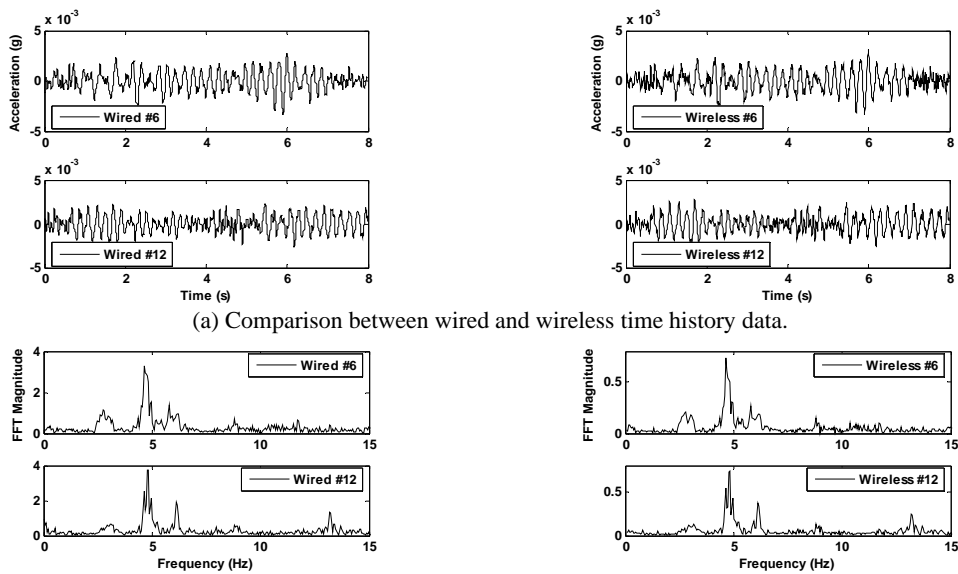 x 10-3
x 10-3
5
0
-5
Acceleration (g)
Wired #6
0 2 4 6 8
5
0
-5
Acceleration (g)
Wireless #6
0 2 4 6 8
x 10-3
x 10-3
5
0
-5
Wired #12
0 2 4 6 8
Time (s)
5
0
-5
Wireless #12
0 2 4 6 8
Time (s)
(a) Comparison between wired and wireless time history data.
4
2
0
FFT Magnitude
Wired #6
0 5 10 15
0.5
0
FFT Magnitude
Wireless #6
0 5 10 15
4
2
0
Wired #12
0 5 10 15
Frequency (Hz)
0.5
0
Wireless #12
0 5 10 15
Frequency (Hz)